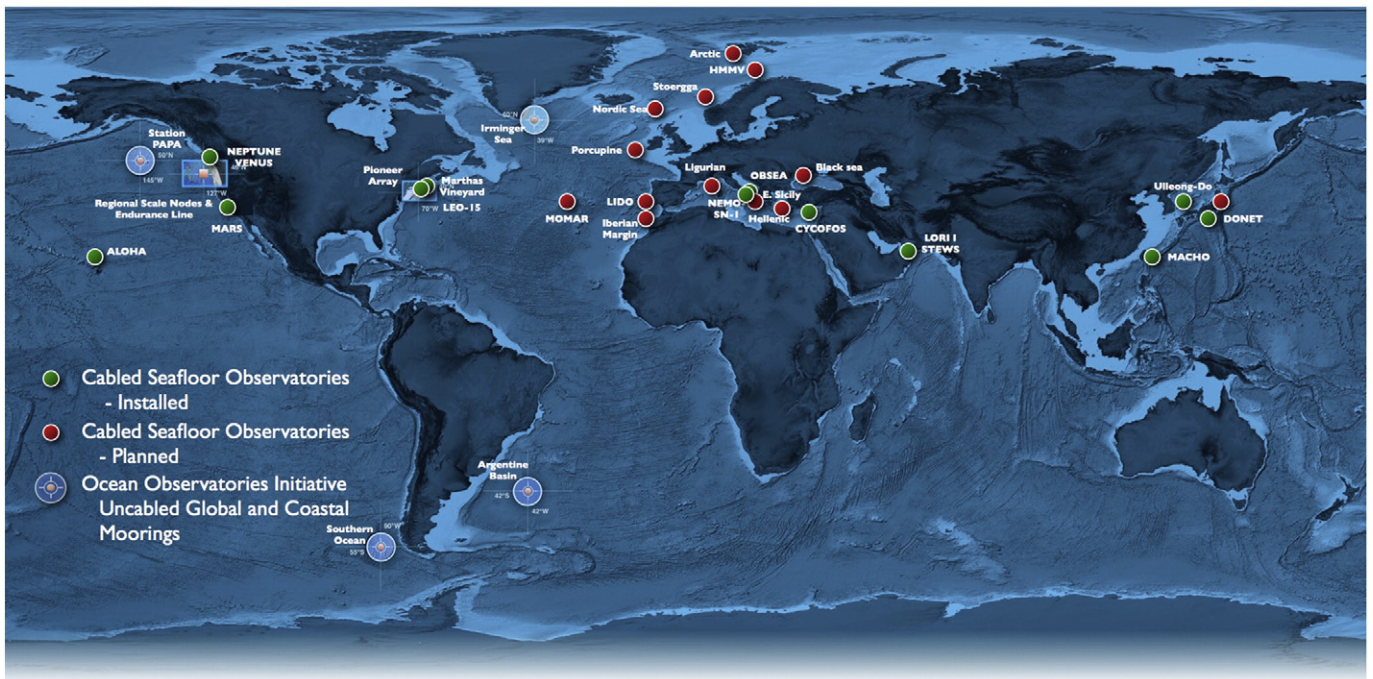 Arctic
HMMV
Stoergga
Nordic Sea
60°N
Irminger
Sea
39°W
Station
PAPA
50°N
145°W
NEPTUNE
VENUS
127°W
Regional Scale Nodes &
Endurance Line
MARS
ALOHA
Pioneer
Array
Marthas
Vineyard
70°W
LEO-15
Porcupine
MOMAR
LIDO
Iberian
Margin
Ligurian
OBSEA
Black sea
NEMO
SN-1
E. Sicily
Hellenic
CYCOFOS
LORI I
STEWS
Ulleong-Do
DONET
MACHO
Cabled Seafloor Observatories
- Installed
Cabled Seafloor Observatories
- Planned
Ocean Observatories Initiative
Uncabled Global and Coastal
Moorings
Argentine
Basin
42°S
42°W
90°W
Southern
Ocean
55°S